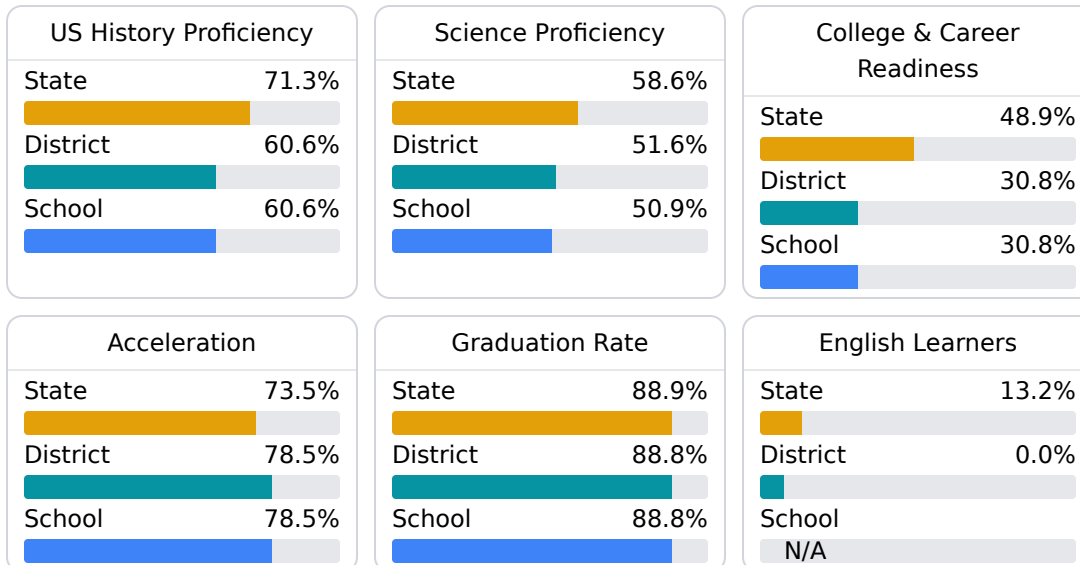 US History Proficiency
State 71.3%
District 60.6%
School 60.6%
Science Proficiency
State 58.6%
District 51.6%
School 50.9%
College & Career
Readiness
State 48.9%
District 30.8%
School 30.8%
Acceleration
State 73.5%
District 78.5%
School 78.5%
Graduation Rate
State 88.9%
District 88.8%
School 88.8%
English Learners
State 13.2%
District 0.0%
School
N/A